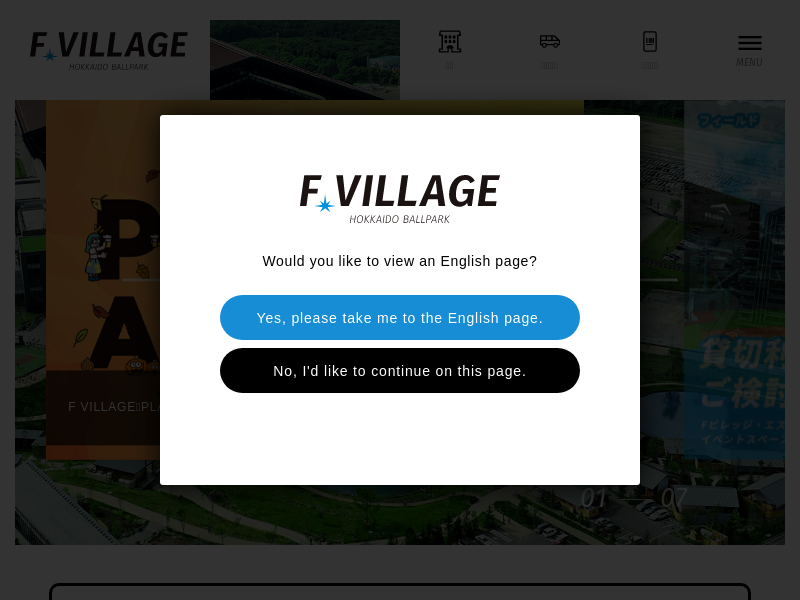 F VILLAGE
HOKKAIDO BALLPARK
MENU
フィールド
P
A
F VILLAGE
PLA
01
07
貸切利
ご検討
Fビレッジ・エス
イベントスペース
F VILLAGE
HOKKAIDO BALLPARK
Would you like to view an English page?
Yes, please take me to the English page.
No, I'd like to continue on this page.